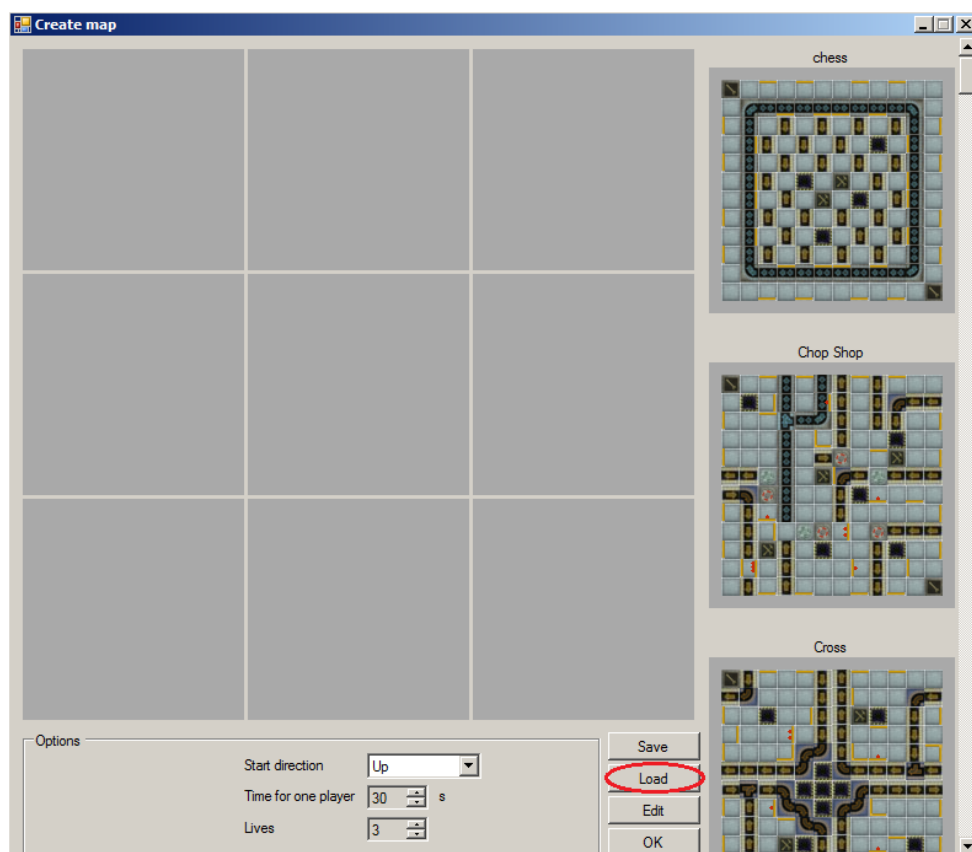 Create map
chess
Chop Shop
Cross
Options
Start direction Up
Time for one player 30 s
Lives 3
Save
Load
Edit
OK